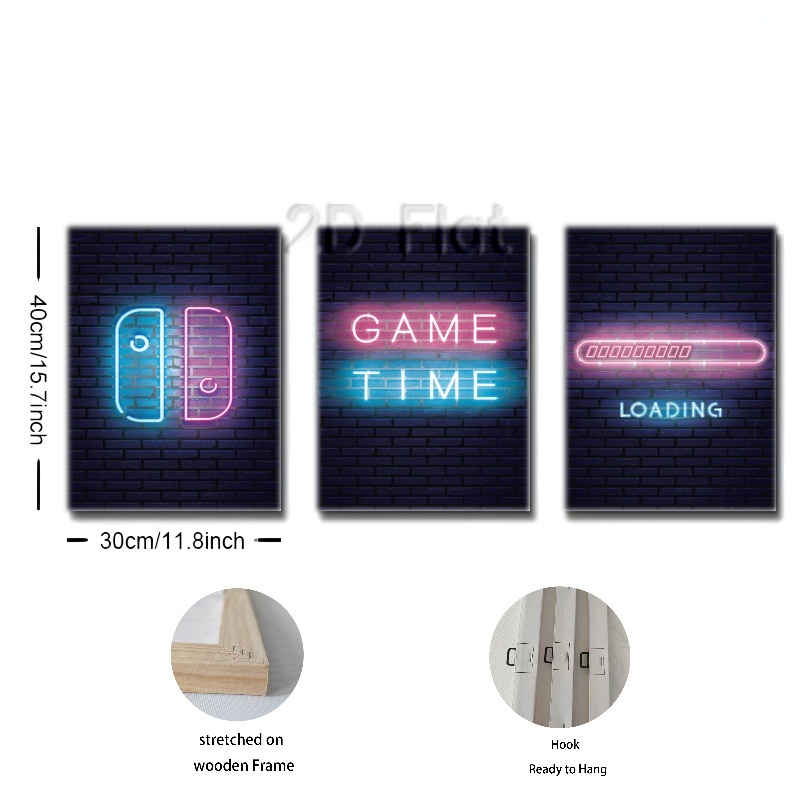 2D Flat
GAME
TIME
LOADING
40cm/15.7inch
30cm/11.8inch
stretched on
wooden Frame
Hook
Ready to Hang